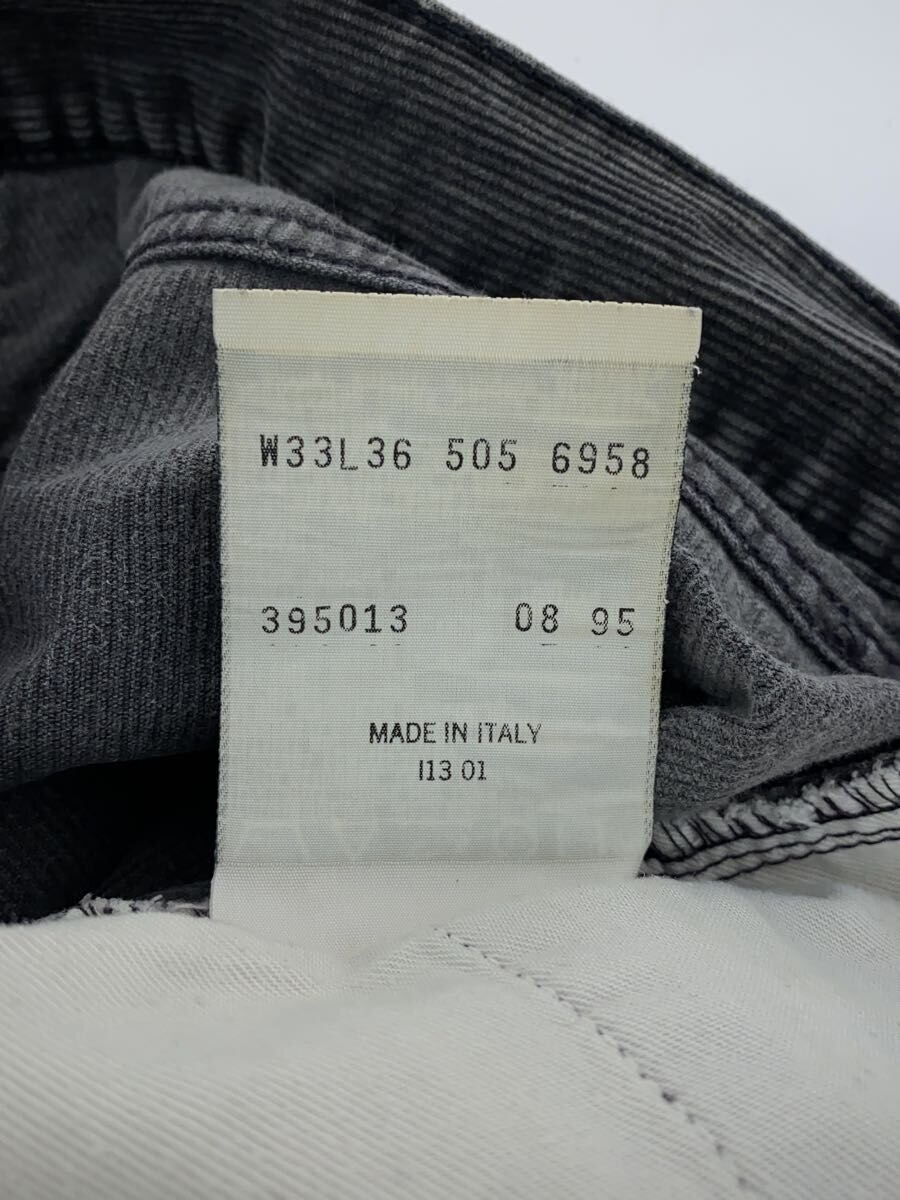 W33L36 505 6958
395013 08 95
MADE IN ITALY
I13 01